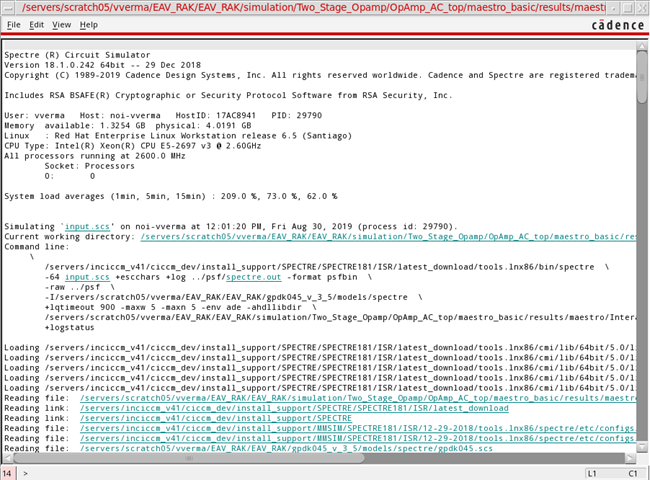 /servers/scratch05/vverma/EAV_RAK/EAV_RAK/simulation/Two_Stage_Opamp/OpAmp_AC_top/maestro_basic/results/maesti
File Edit View Help
cādence
Spectre (R) Circuit Simulator
Version 18.1.0.242 64bit -- 29 Dec 2018
Copyright (C) 1989-2019 Cadence Design Systems, Inc. All rights reserved worldwide. Cadence and Spectre are registered tradema
Includes RSA BSAFE(R) Cryptographic or Security Protocol Software from RSA Security, Inc.
User: vverma Host: noi-vverma HostID: 17AC8941 PID: 29790
Memory available: 1.3254 GB physical: 4.0191 GB
Linux : Red Hat Enterprise Linux Workstation release 6.5 (Santiago)
CPU Type: Intel(R) Xeon(R) CPU E5-2697 v3 @ 2.60GHz
All processors running at 2600.0 MHz
Socket: Processors
0: 0
System load averages (1min, 5min, 15min) : 209.0 %, 73.0 %, 62.0 %
Simulating `input.scs' on noi-vverma at 12:01:20 PM, Fri Aug 30, 2019 (process id: 29790).
Current working directory: /servers/scratch05/vverma/EAV_RAK/EAV_RAK/simulation/Two_Stage_Opamp/OpAmp_AC_top/maestro_basic/res
Command line:
\
/servers/inciccm_v41/ciccm_dev/install_support/SPECTRE/SPECTRE181/ISR/latest_download/tools.lnx86/bin/spectre \
-64 input.scs +escchars +log ../psf/spectre.out -format psfbin \
-raw ../psf \
-I/servers/scratch05/vverma/EAV_RAK/EAV_RAK/gpdk045_v_3_5/models/spectre \
+lqtimeout 900 -maxw 5 -maxn 5 -env ade -ahdllibdir \
/servers/scratch05/vverma/EAV_RAK/EAV_RAK/simulation/Two_Stage_Opamp/OpAmp_AC_top/maestro_basic/results/maestro/Intera
+logstatus
Loading /servers/inciccm_v41/ciccm_dev/install_support/SPECTRE/SPECTRE181/ISR/latest_download/tools.lnx86/cmi/lib/64bit/5.0/li
Loading /servers/inciccm_v41/ciccm_dev/install_support/SPECTRE/SPECTRE181/ISR/latest_download/tools.lnx86/cmi/lib/64bit/5.0/li
Loading /servers/inciccm_v41/ciccm_dev/install_support/SPECTRE/SPECTRE181/ISR/latest_download/tools.lnx86/cmi/lib/64bit/5.0/li
Loading /servers/inciccm_v41/ciccm_dev/install_support/SPECTRE/SPECTRE181/ISR/latest_download/tools.lnx86/cmi/lib/64bit/5.0/li
Loading /servers/inciccm_v41/ciccm_dev/install_support/SPECTRE/SPECTRE181/ISR/latest_download/tools.lnx86/cmi/lib/64bit/5.0/li
Reading file: /servers/scratch05/vverma/EAV_RAK/EAV_RAK/simulation/Two_Stage_Opamp/OpAmp_AC_top/maestro_basic/results/maestro
Reading link: /servers/inciccm_v41/ciccm_dev/install_support/SPECTRE/SPECTRE181/ISR/latest_download
Reading link: /servers/inciccm_v41/ciccm_dev/install_support/SPECTRE
Reading file: /servers/inciccm_v41/ciccm_dev/install_support/MMSIM/SPECTRE181/ISR/12-29-2018/tools.lnx86/spectre/etc/configs.
Reading file: /servers/inciccm_v41/ciccm_dev/install_support/MMSIM/SPECTRE181/ISR/12-29-2018/tools.lnx86/spectre/etc/configs.
Reading file: /servers/scratch05/vverma/EAV_RAK/EAV_RAK/gpdk045_v_3_5/models/spectre/gpdk045.scs
14 > L1 C1